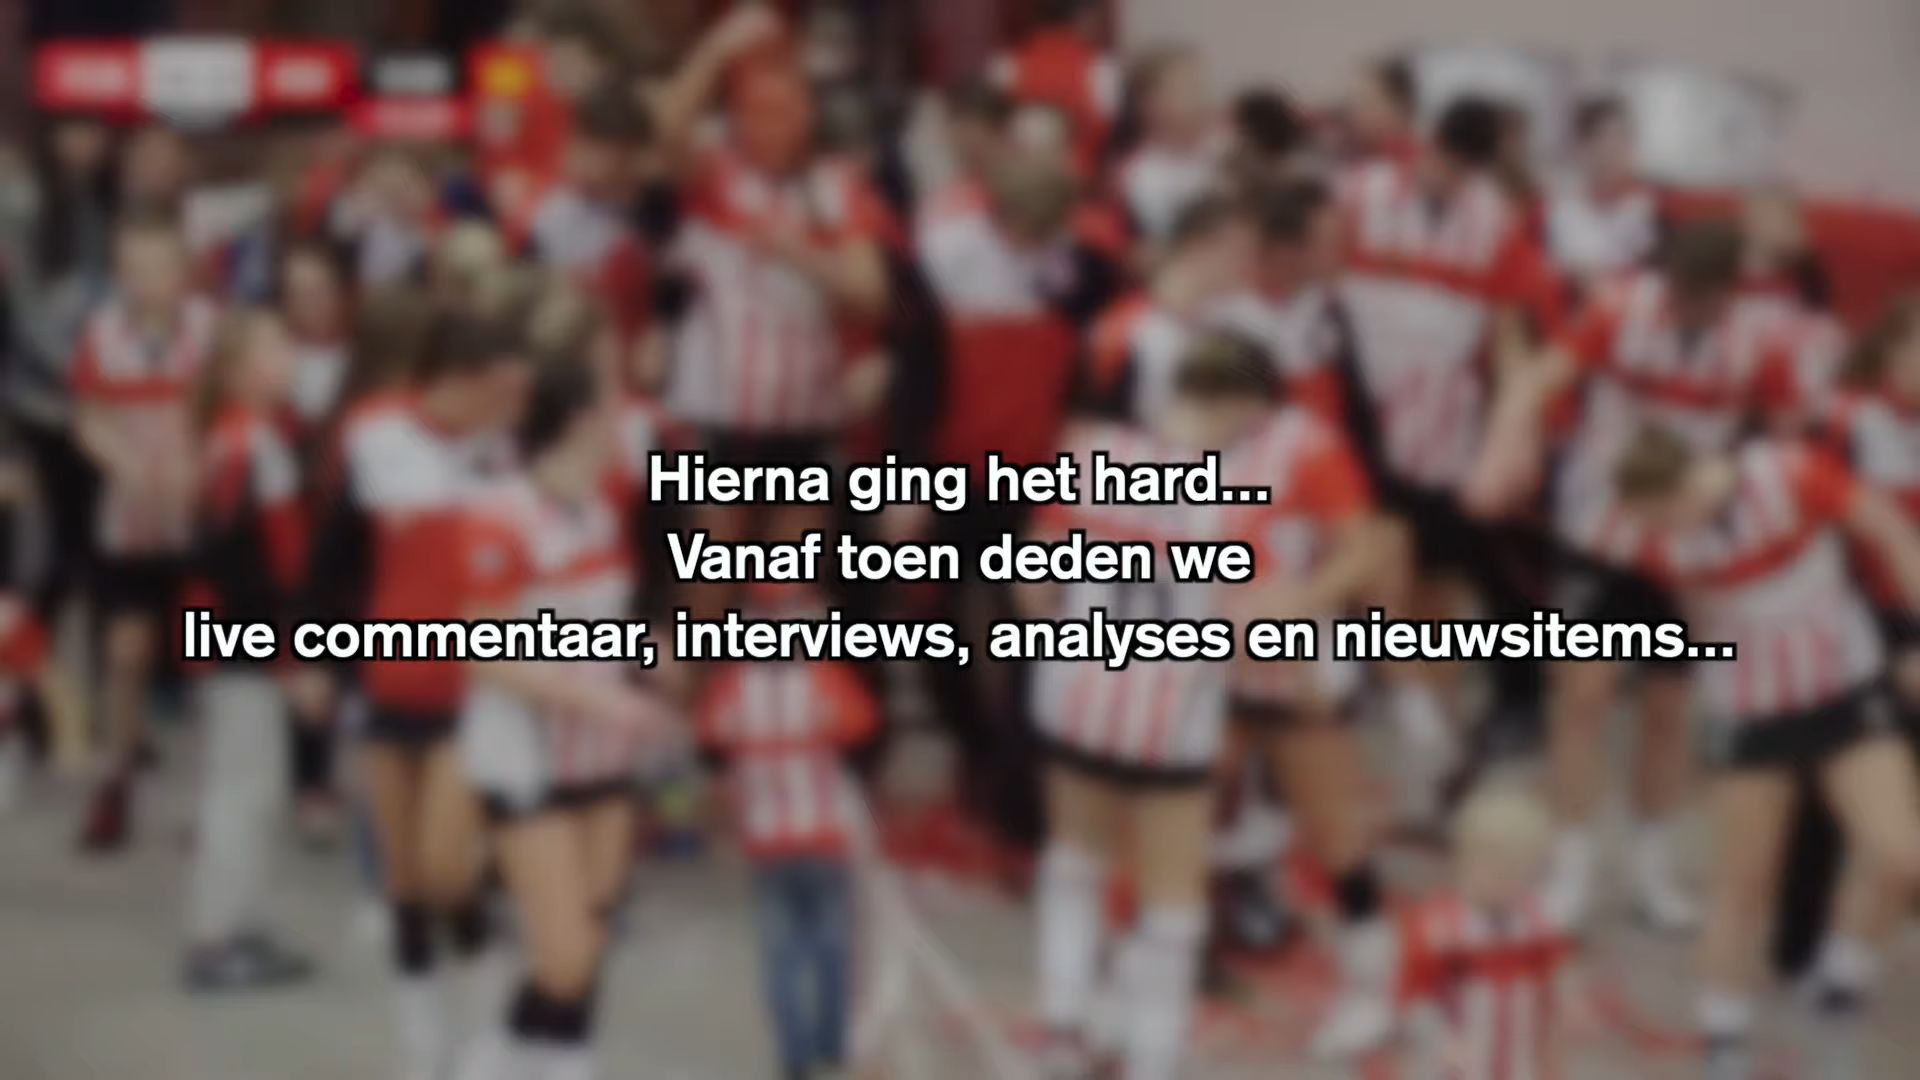 Hierna ging het hard...
Vanaf toen deden we
live commentaar, interviews, analyses en nieuwsitems...